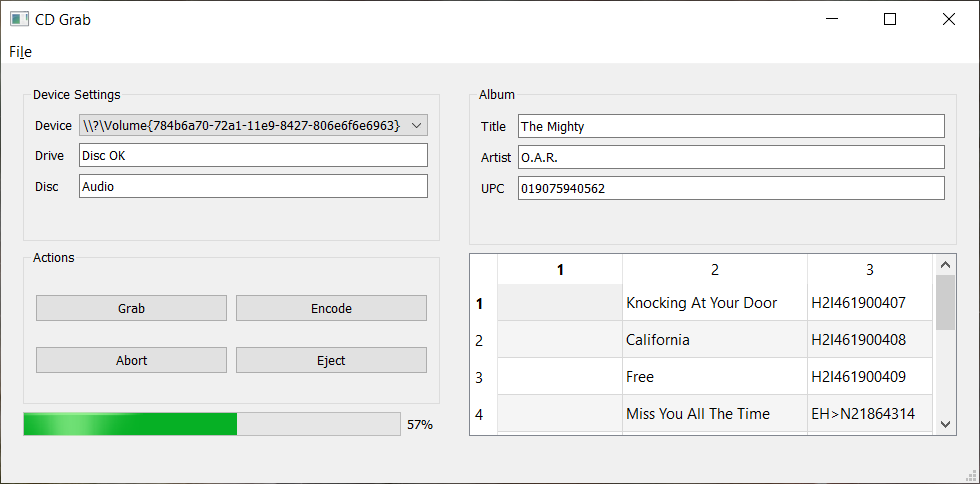 CD Grab
File
Device Settings
Device \\?\Volume{784b6a70-72a1-11e9-8427-806e6f6e6963}
Drive Disc OK
Disc Audio
Album
Title The Mighty
Artist O.A.R.
UPC 019075940562
Actions
Grab Encode
Abort Eject
57%
1 2 3
1 Knocking At Your Door H2I461900407
2 California H2I461900408
3 Free H2I461900409
4 Miss You All The Time EH>N21864314